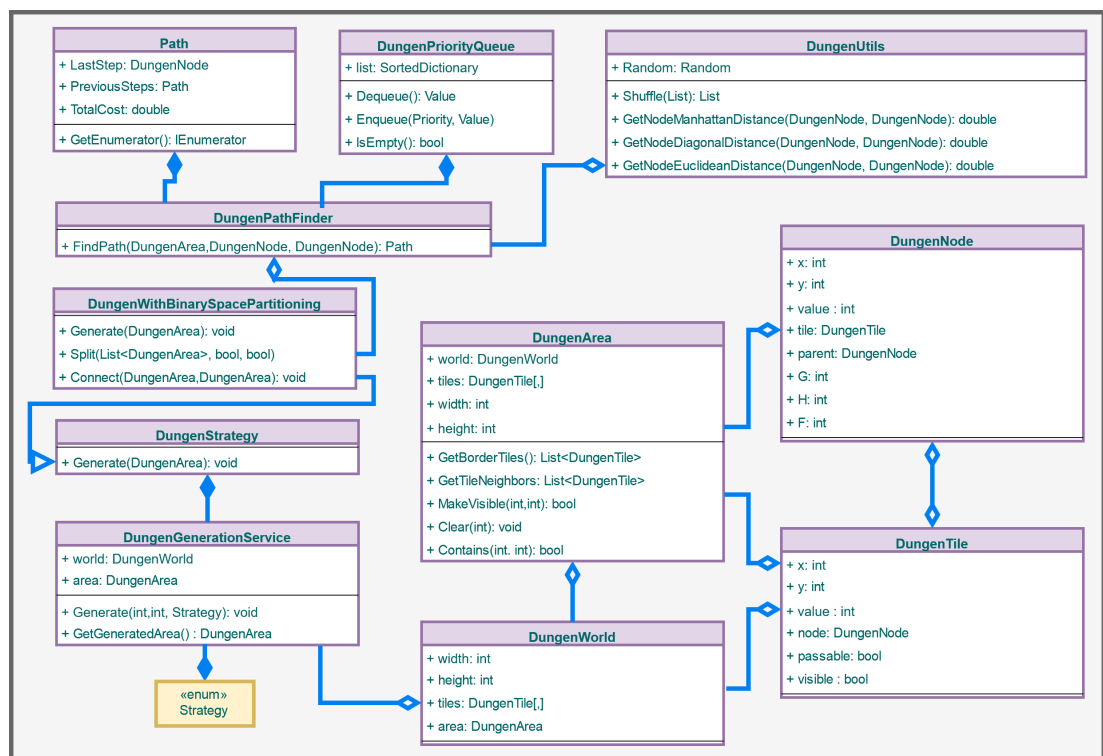 Path
+ LastStep: DungenNode
+ PreviousSteps: Path
+ TotalCost: double
+ GetEnumerator(): IEnumerator
DungenPriorityQueue
+ list: SortedDictionary
+ Dequeue(): Value
+ Enqueue(Priority, Value)
+ IsEmpty(): bool
DungenUtils
+ Random: Random
+ Shuffle(List): List
+ GetNodeManhattanDistance(DungenNode, DungenNode): double
+ GetNodeDiagonalDistance(DungenNode, DungenNode): double
+ GetNodeEuclideanDistance(DungenNode, DungenNode): double
DungenPathFinder
+ FindPath(DungenArea,DungenNode, DungenNode): Path
DungenWithBinarySpacePartitioning
+ Generate(DungenArea): void
+ Split(List<DungenArea>, bool, bool)
+ Connect(DungenArea,DungenArea): void
DungenStrategy
+ Generate(DungenArea): void
DungenGenerationService
+ world: DungenWorld
+ area: DungenArea
+ Generate(int,int, Strategy): void
+ GetGeneratedArea() : DungenArea
«enum»
Strategy
DungenArea
+ world: DungenWorld
+ tiles: DungenTile[,]
+ width: int
+ height: int
+ GetBorderTiles(): List<DungenTile>
+ GetTileNeighbors: List<DungenTile>
+ MakeVisible(int,int): bool
+ Clear(int): void
+ Contains(int. int): bool
DungenWorld
+ width: int
+ height: int
+ tiles: DungenTile[,]
+ area: DungenArea
DungenNode
+ x: int
+ y: int
+ value : int
+ tile: DungenTile
+ parent: DungenNode
+ G: int
+ H: int
+ F: int
DungenTile
+ x: int
+ y: int
+ value : int
+ node: DungenNode
+ passable: bool
+ visible : bool